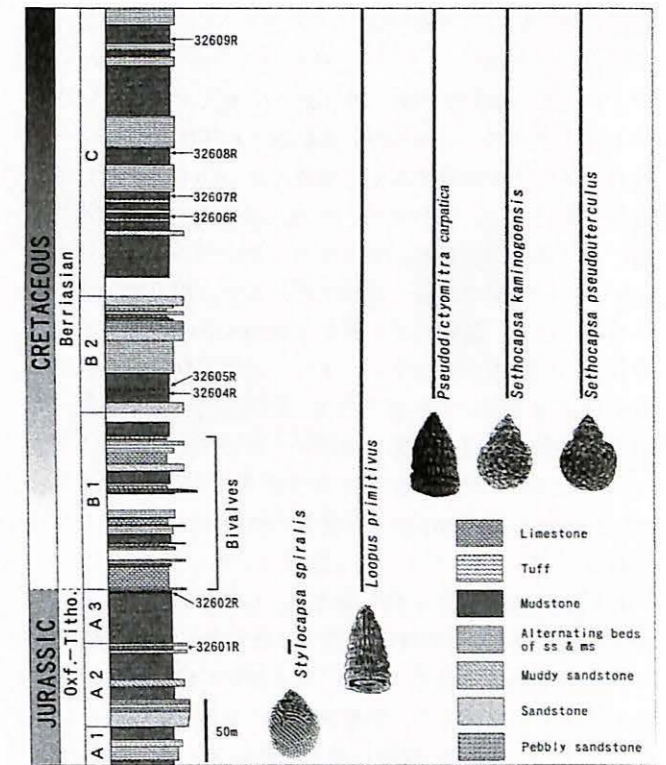 CRETACEOUS
JURASSIC
Berriasian
Oxf.–Titho.
C
B 2
B 1
A 3
A 2
A 1
32609R
32608R
32607R
32606R
32605R
32604R
32602R
32601R
Bivalves
50m
Stylocapsa spiralis
Loopus primitivus
Pseudodictyomitra carpatica
Sethocapsa kaminogoensis
Sethocapsa pseudouterculus
Limestone
Tuff
Mudstone
Alternating beds
of ss & ms
Muddy sandstone
Sandstone
Pebbly sandstone